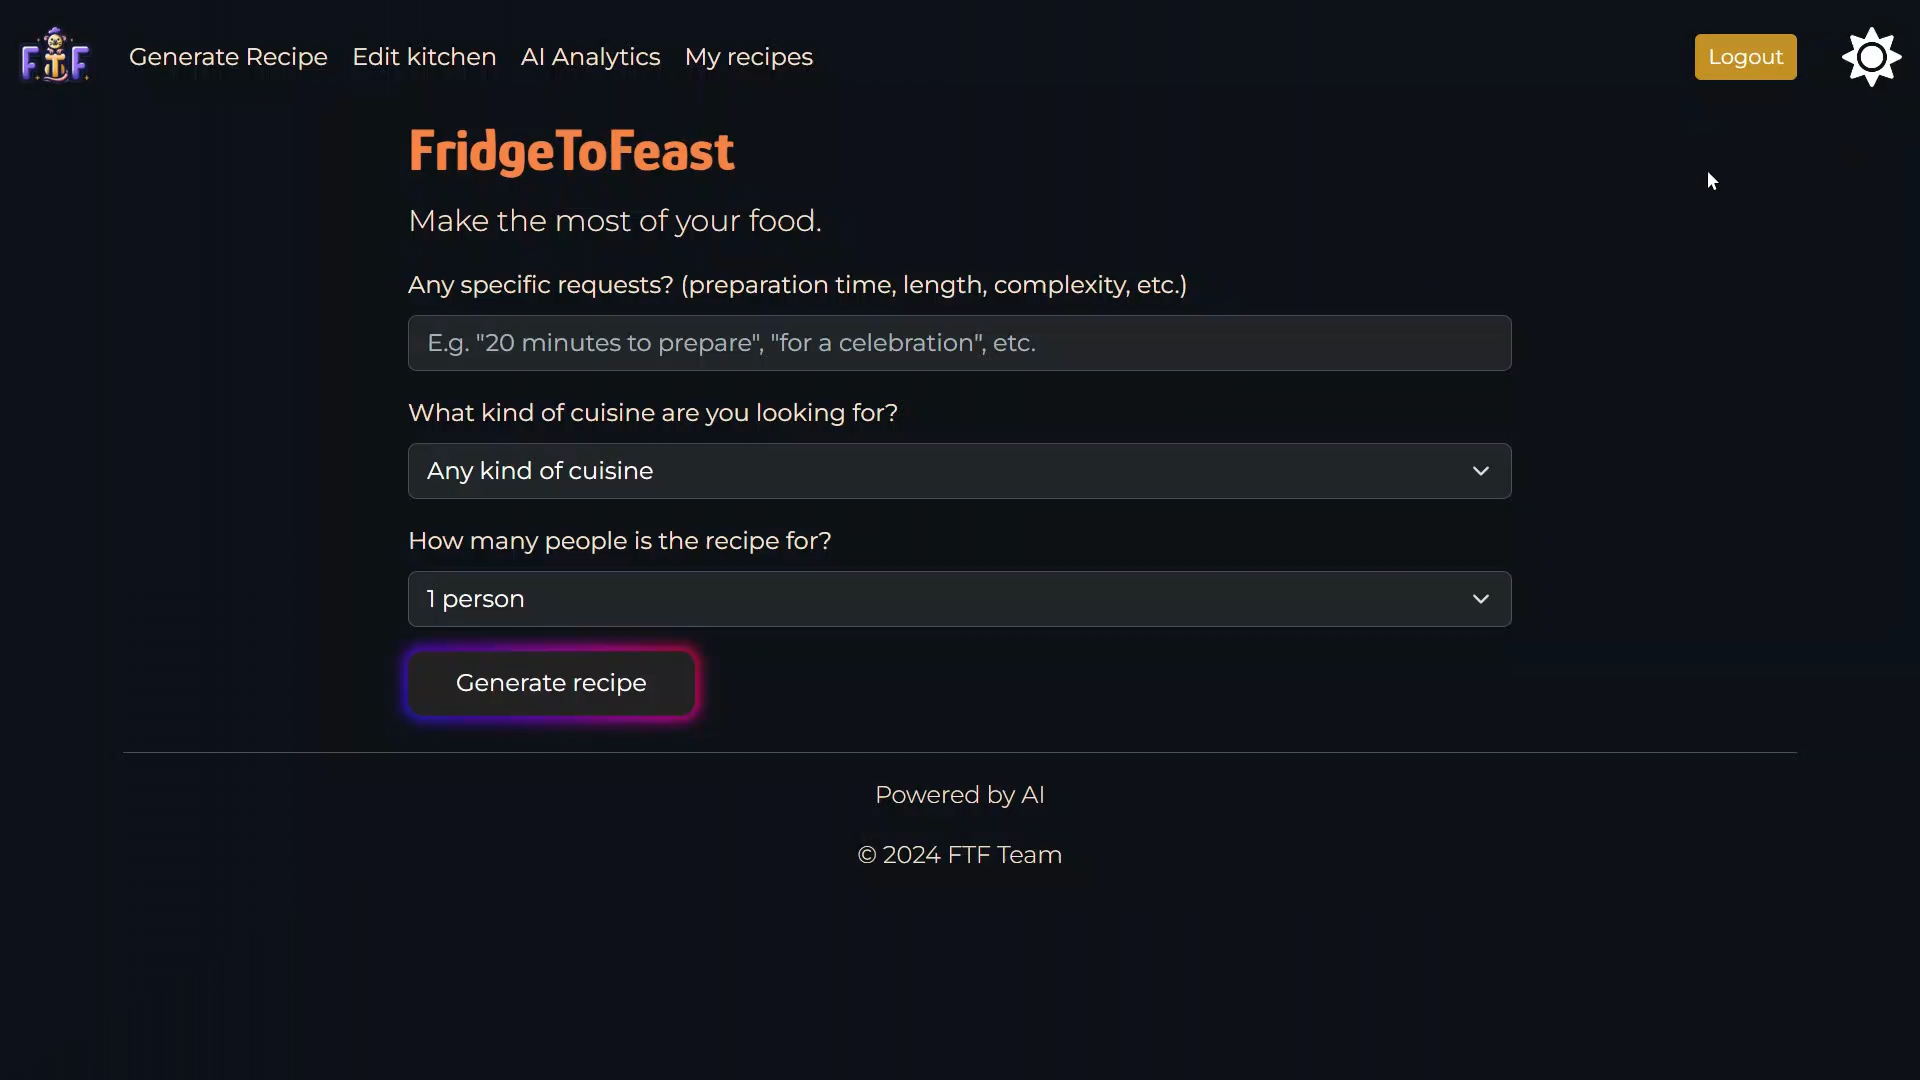 FTF
Generate Recipe Edit kitchen AI Analytics My recipes Logout
FridgeToFeast
Make the most of your food.
Any specific requests? (preparation time, length, complexity, etc.)
E.g. "20 minutes to prepare", "for a celebration", etc.
What kind of cuisine are you looking for?
Any kind of cuisine
How many people is the recipe for?
1 person
Generate recipe
Powered by AI
© 2024 FTF Team